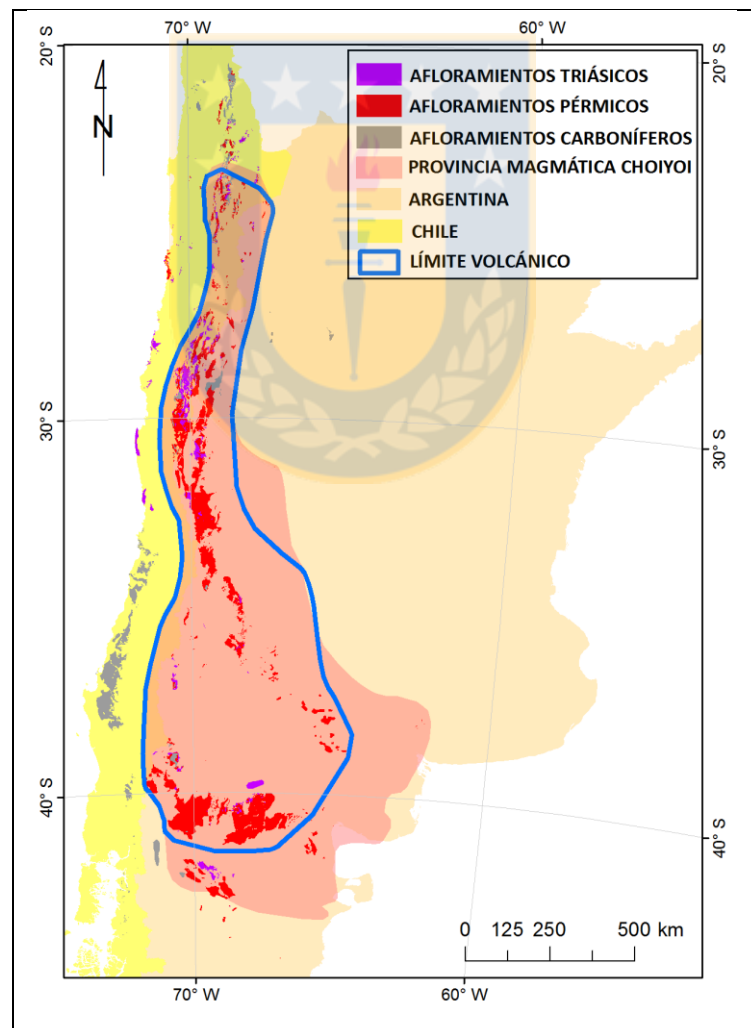 70° W
60° W
20° S
20° S
N
AFLORAMIENTOS TRIÁSICOS
AFLORAMIENTOS PÉRMICOS
AFLORAMIENTOS CARBONÍFEROS
PROVINCIA MAGMÁTICA CHOIYOI
ARGENTINA
CHILE
LÍMITE VOLCÁNICO
30° S
30° S
40° S
40° S
0 125 250 500 km
70° W
60° W